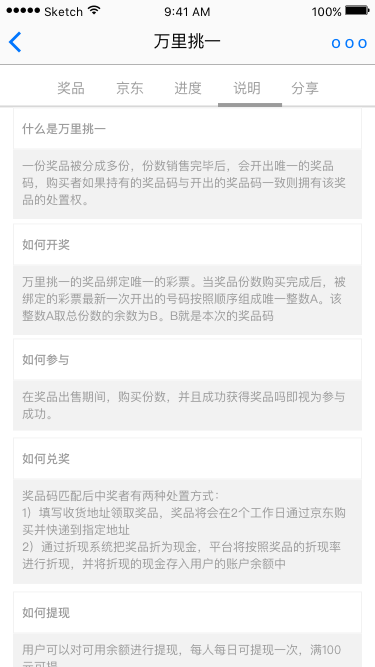 Sketch 9:41 AM 100%
万里挑一
奖品 京东 进度 说明 分享
什么是万里挑一
一份奖品被分成多份，份数销售完毕后，会开出唯一的奖品
码，购买者如果持有的奖品码与开出的奖品码一致则拥有该奖
品的处置权。
如何开奖
万里挑一的奖品绑定唯一的彩票。当奖品份数购买完成后，被
绑定的彩票最新一次开出的号码按照顺序组成唯一整数A。该
整数A取总份数的余数为B。B就是本次的奖品码
如何参与
在奖品出售期间，购买份数，并且成功获得奖品吗即视为参与
成功。
如何兑奖
奖品码匹配后中奖者有两种处置方式：
1）填写收货地址领取奖品，奖品将会在2个工作日通过京东购
买并快递到指定地址
2）通过折现系统把奖品折为现金，平台将按照奖品的折现率
进行折现，并将折现的现金存入用户的账户余额中
如何提现
用户可以对可用余额进行提现，每人每日可提现一次，满100
元可提